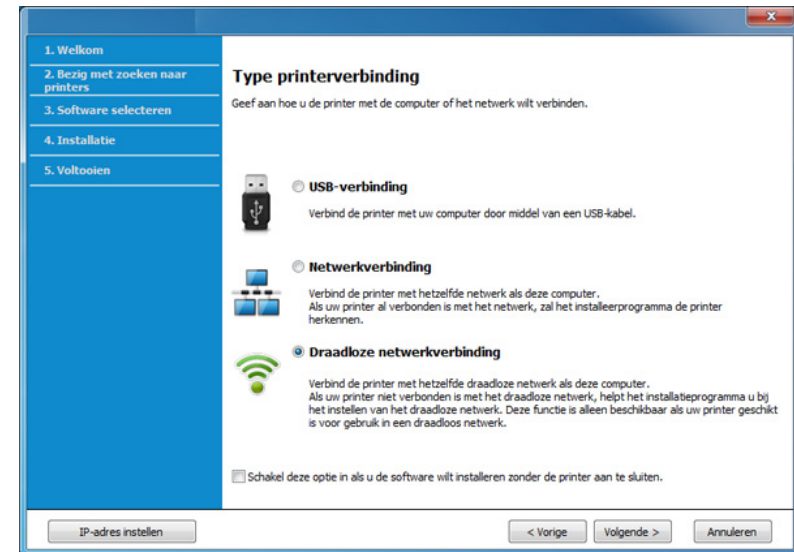 1. Welkom
2. Bezig met zoeken naar
printers
3. Software selecteren
4. Installatie
5. Voltooien
Type printerverbinding
Geef aan hoe u de printer met de computer of het netwerk wilt verbinden.
USB-verbinding
Verbind de printer met uw computer door middel van een USB-kabel.
Netwerkverbinding
Verbind de printer met hetzelfde netwerk als deze computer.
Als uw printer al verbonden is met het netwerk, zal het installeerprogramma de printer
herkennen.
Draadloze netwerkverbinding
Verbind de printer met hetzelfde draadloze netwerk als deze computer.
Als uw printer niet verbonden is met het draadloze netwerk, helpt het installatieprogramma u bij
het instellen van het draadloze netwerk. Deze functie is alleen beschikbaar als uw printer geschikt
is voor gebruik in een draadloos netwerk.
Schakel deze optie in als u de software wilt installeren zonder de printer aan te sluiten.
IP-adres instellen
< Vorige
Volgende >
Annuleren